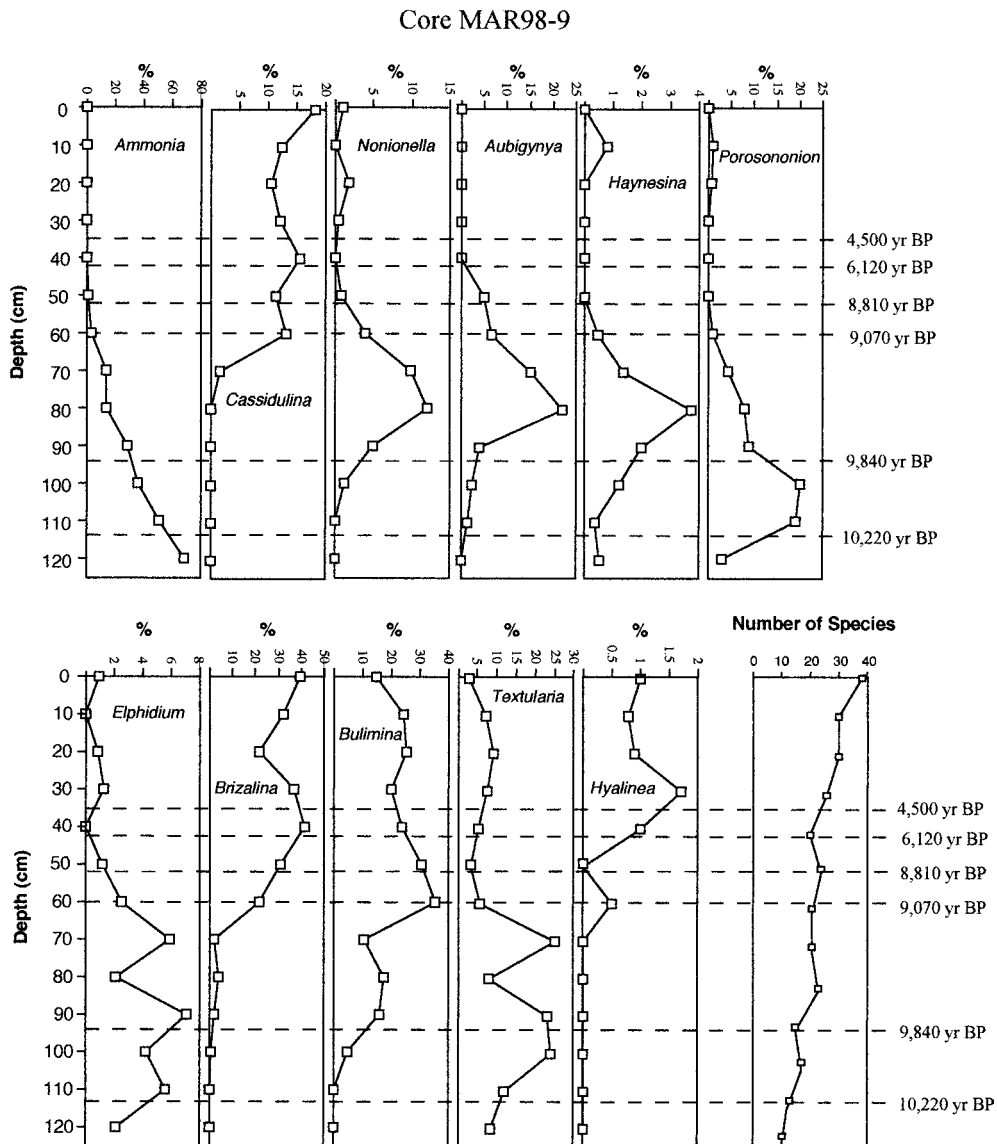 Core MAR98-9
% % % % % %
0 20 40 60 80 5 10 15 20 5 10 15 5 10 15 20 25 1 2 3 4 5 10 15 20 25
Ammonia
Cassidulina
Nonionella
Aubigynya
Haynesina
Porosononion
Depth (cm)
0
10
20
30
40
50
60
70
80
90
100
110
120
4,500 yr BP
6,120 yr BP
8,810 yr BP
9,070 yr BP
9,840 yr BP
10,220 yr BP
% % % % % Number of Species
2 4 6 8 10 20 30 40 50 10 20 30 40 5 10 15 20 25 30 0.5 1 1.5 2 0 10 20 30 40
Elphidium
Brizalina
Bulimina
Textularia
Hyalinea
Depth (cm)
0
10
20
30
40
50
60
70
80
90
100
110
120
4,500 yr BP
6,120 yr BP
8,810 yr BP
9,070 yr BP
9,840 yr BP
10,220 yr BP